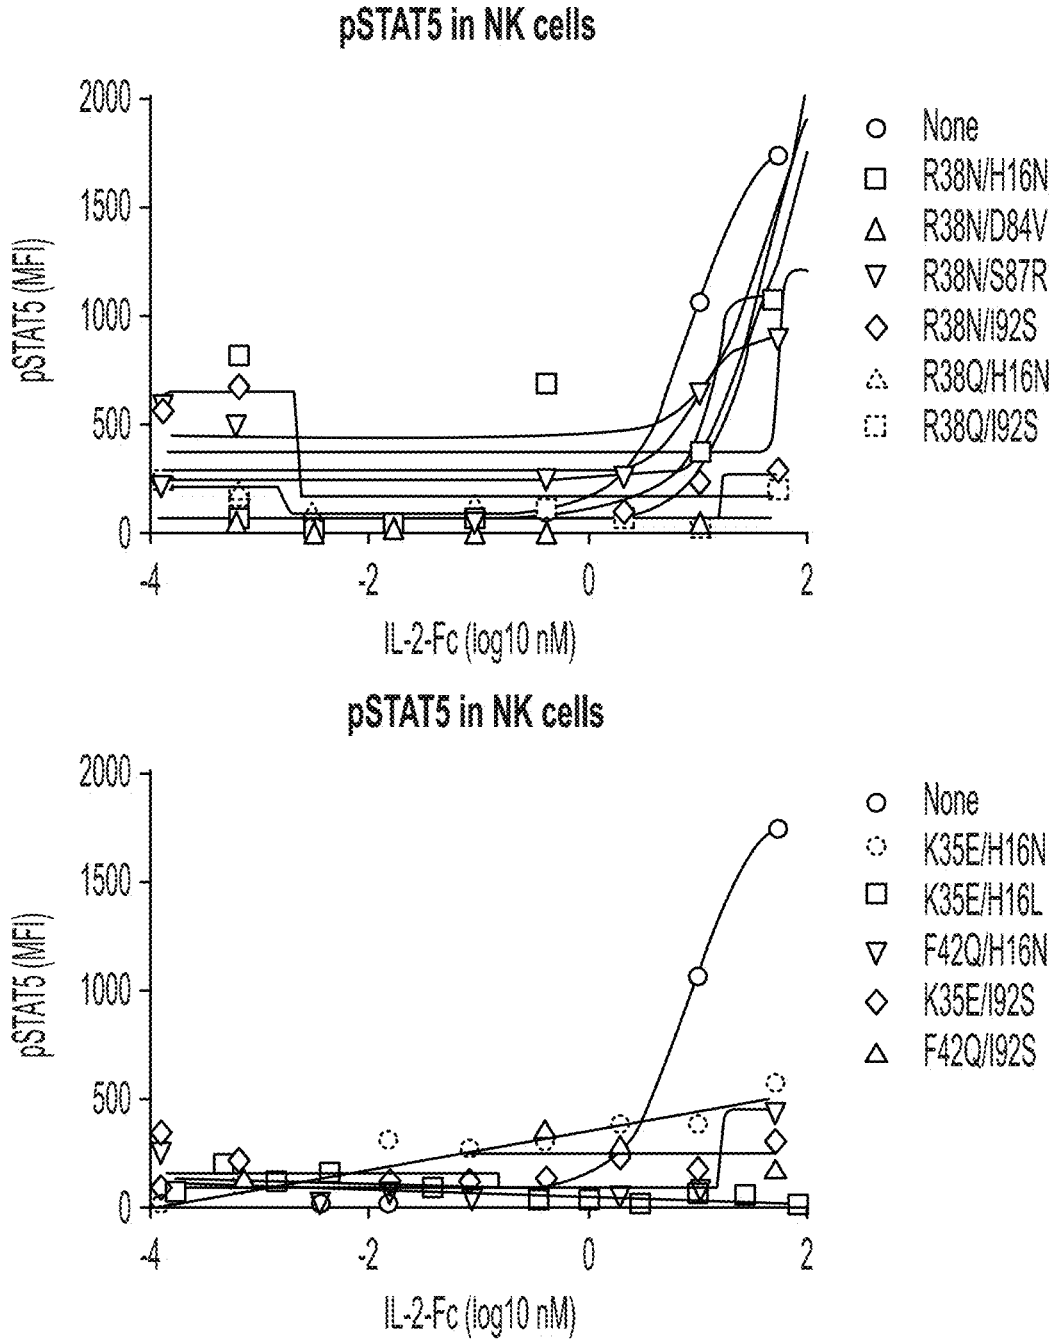 pSTAT5 in NK cells
2000
1500
1000
500
0
pSTAT5 (MFI)
-4
-2
0
2
IL-2-Fc (log10 nM)
None
R38N/H16N
R38N/D84V
R38N/S87R
R38N/I92S
R38Q/H16N
R38Q/I92S
pSTAT5 in NK cells
2000
1500
1000
500
0
pSTAT5 (MFI)
-4
-2
0
2
IL-2-Fc (log10 nM)
None
K35E/H16N
K35E/H16L
F42Q/H16N
K35E/I92S
F42Q/I92S